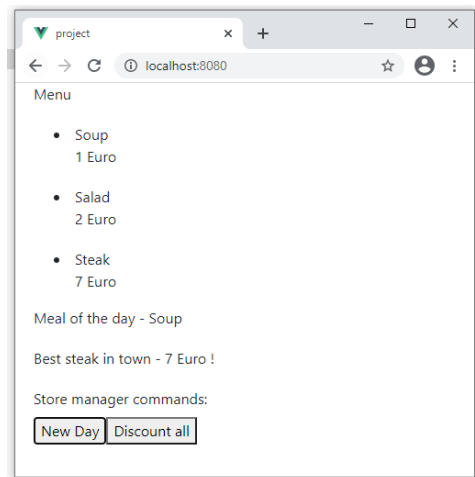 project
localhost:8080
Menu
Soup
1 Euro
Salad
2 Euro
Steak
7 Euro
Meal of the day - Soup
Best steak in town - 7 Euro !
Store manager commands:
New Day Discount all